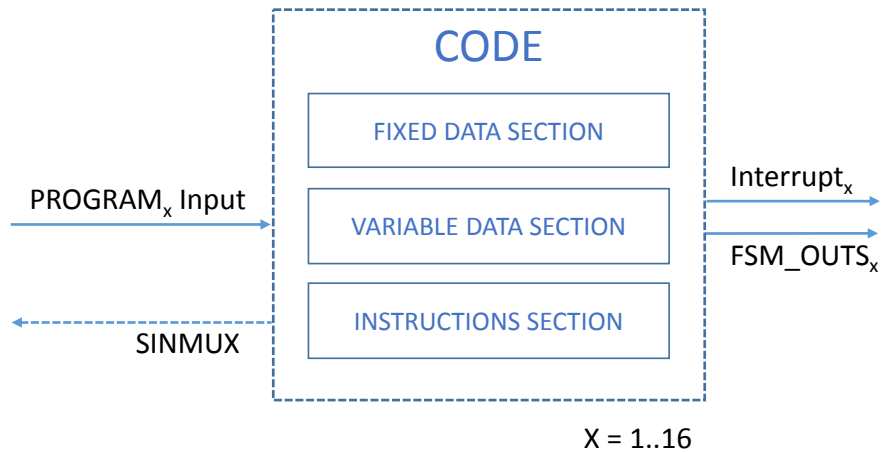 CODE
FIXED DATA SECTION
PROGRAMₓ Input
VARIABLE DATA SECTION
Interruptₓ
FSM_OUTSₓ
INSTRUCTIONS SECTION
SINMUX
X = 1..16